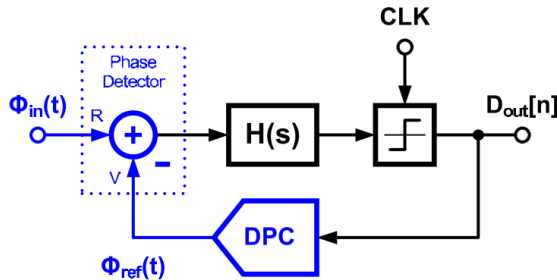 CLK
Phase
Detector
Φin(t)
R
+
H(s)
Dout[n]
−
V
DPC
Φref(t)